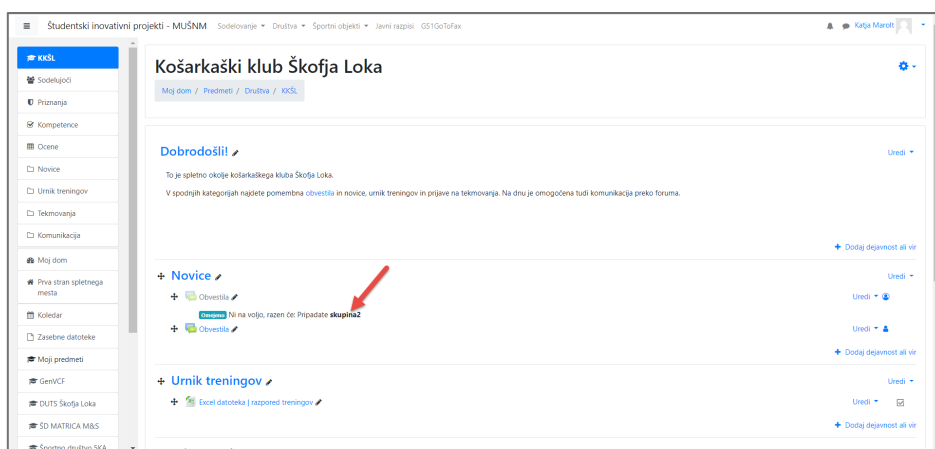 Študentski inovativni projekti - MUŠNM Sodelovanje Društva Športni objekti Javni razpisi GS1GoToFax Katja Marolt
KKŠL
Sodelujoči
Priznanja
Kompetence
Ocene
Novice
Urnik treningov
Tekmovanja
Komunikacija
Moj dom
Prva stran spletnega
mesta
Koledar
Zasebne datoteke
Moji predmeti
GenVCF
DUTS Škofja Loka
ŠD MATRICA M&S
Športno društvo ŠKA
Košarkaški klub Škofja Loka
Moj dom / Predmeti / Društva / KKŠL
Dobrodošli! Uredi
To je spletno okolje košarkaškega kluba Škofja Loka.
V spodnjih kategorijah najdete pomembna obvestila in novice, urnik treningov in prijave na tekmovanja. Na dnu je omogočena tudi komunikacija preko foruma.
+ Dodaj dejavnost ali vir
Novice Uredi
Obvestila Uredi
Omejeno Ni na voljo, razen če: Pripadate skupina2
Obvestila Uredi
+ Dodaj dejavnost ali vir
Urnik treningov Uredi
Excel datoteka | razpored treningov Uredi
+ Dodaj dejavnost ali vir